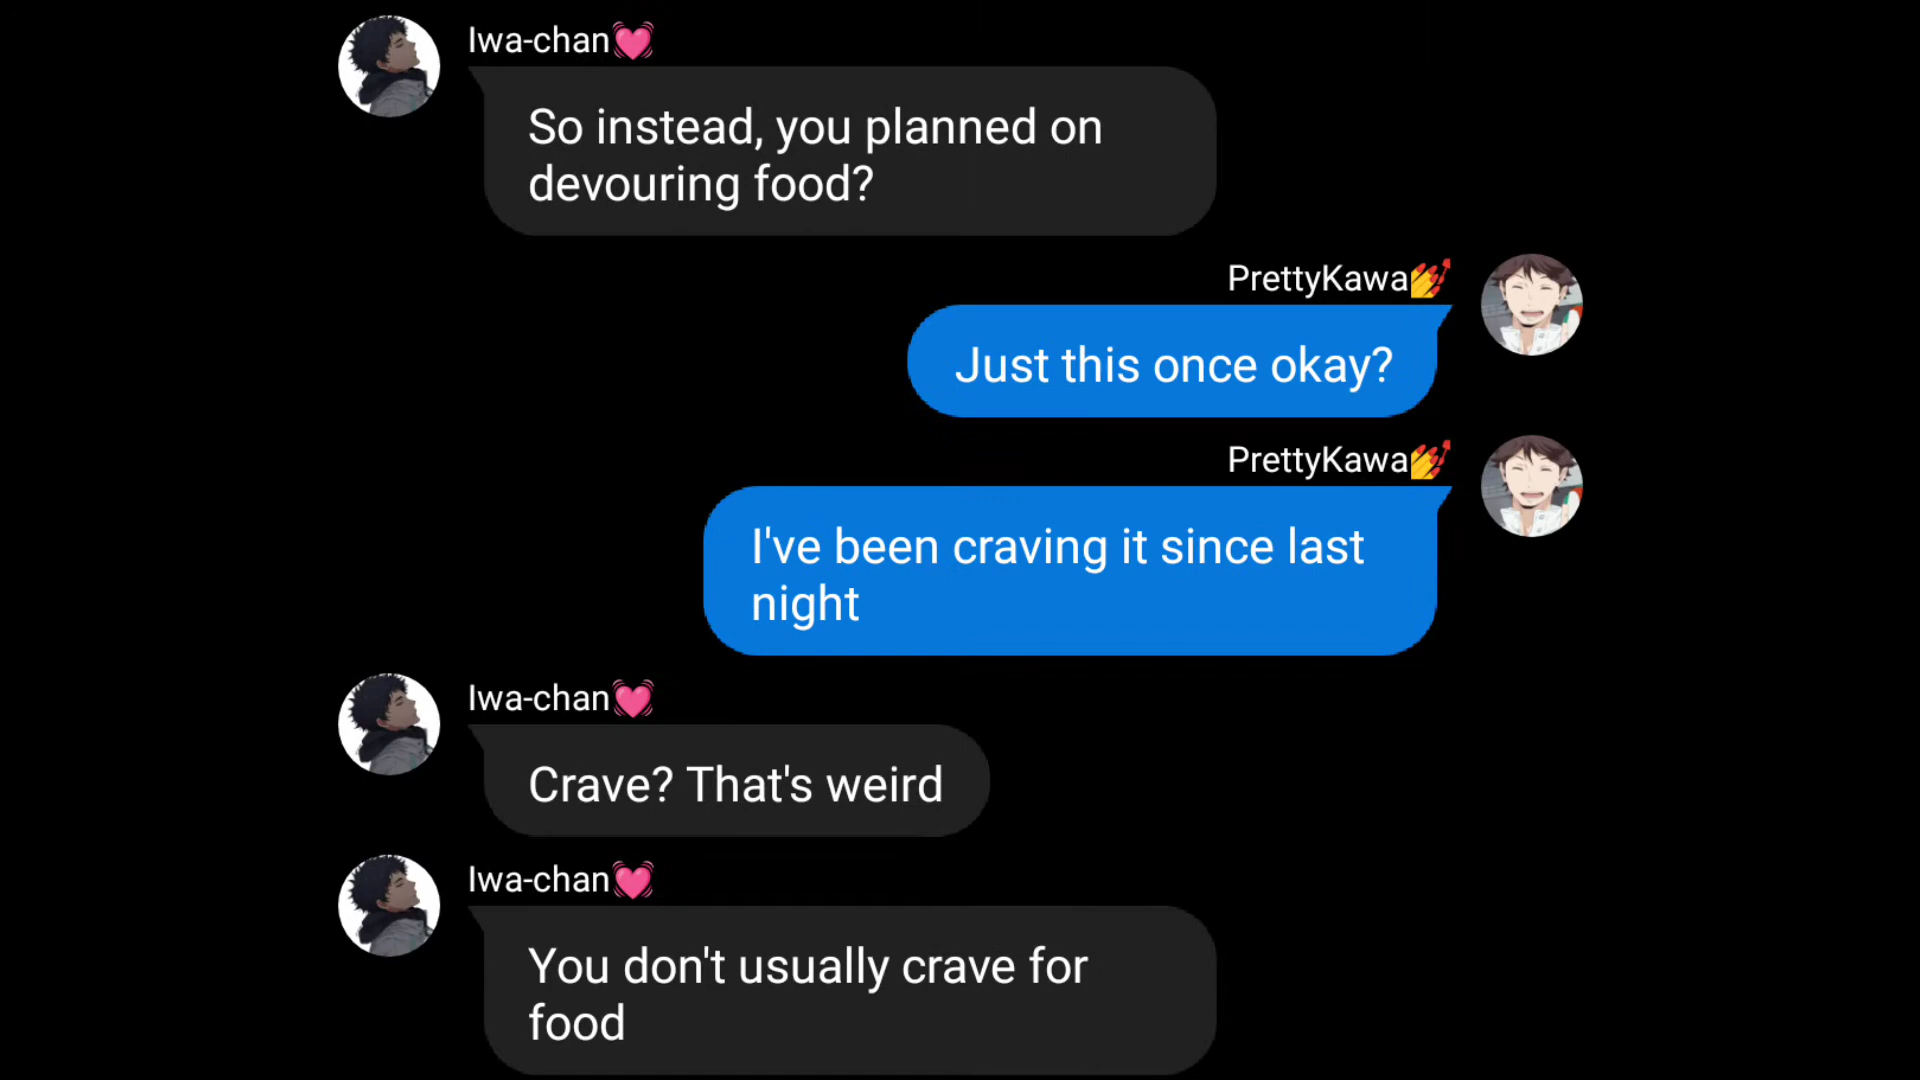 Iwa-chan💓
So instead, you planned on
devouring food?
PrettyKawa💅
Just this once okay?
PrettyKawa💅
I've been craving it since last
night
Iwa-chan💓
Crave? That's weird
Iwa-chan💓
You don't usually crave for
food